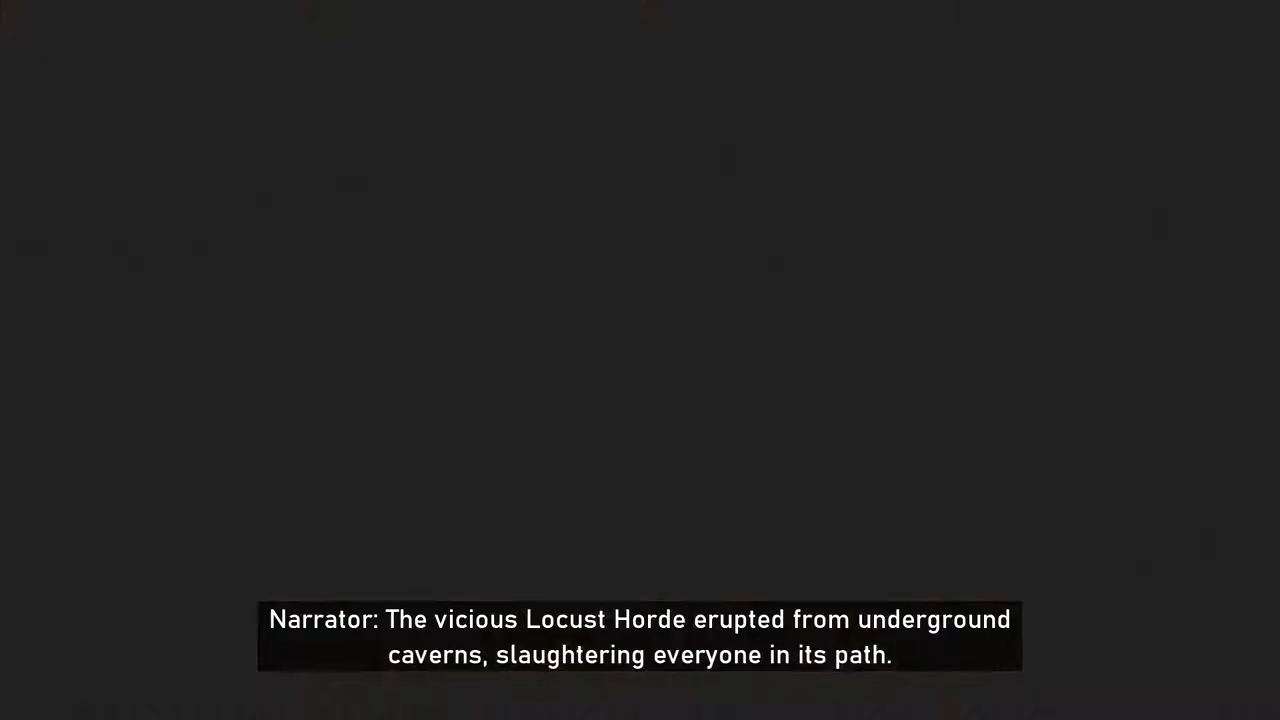 Narrator: The vicious Locust Horde erupted from underground
caverns, slaughtering everyone in its path.